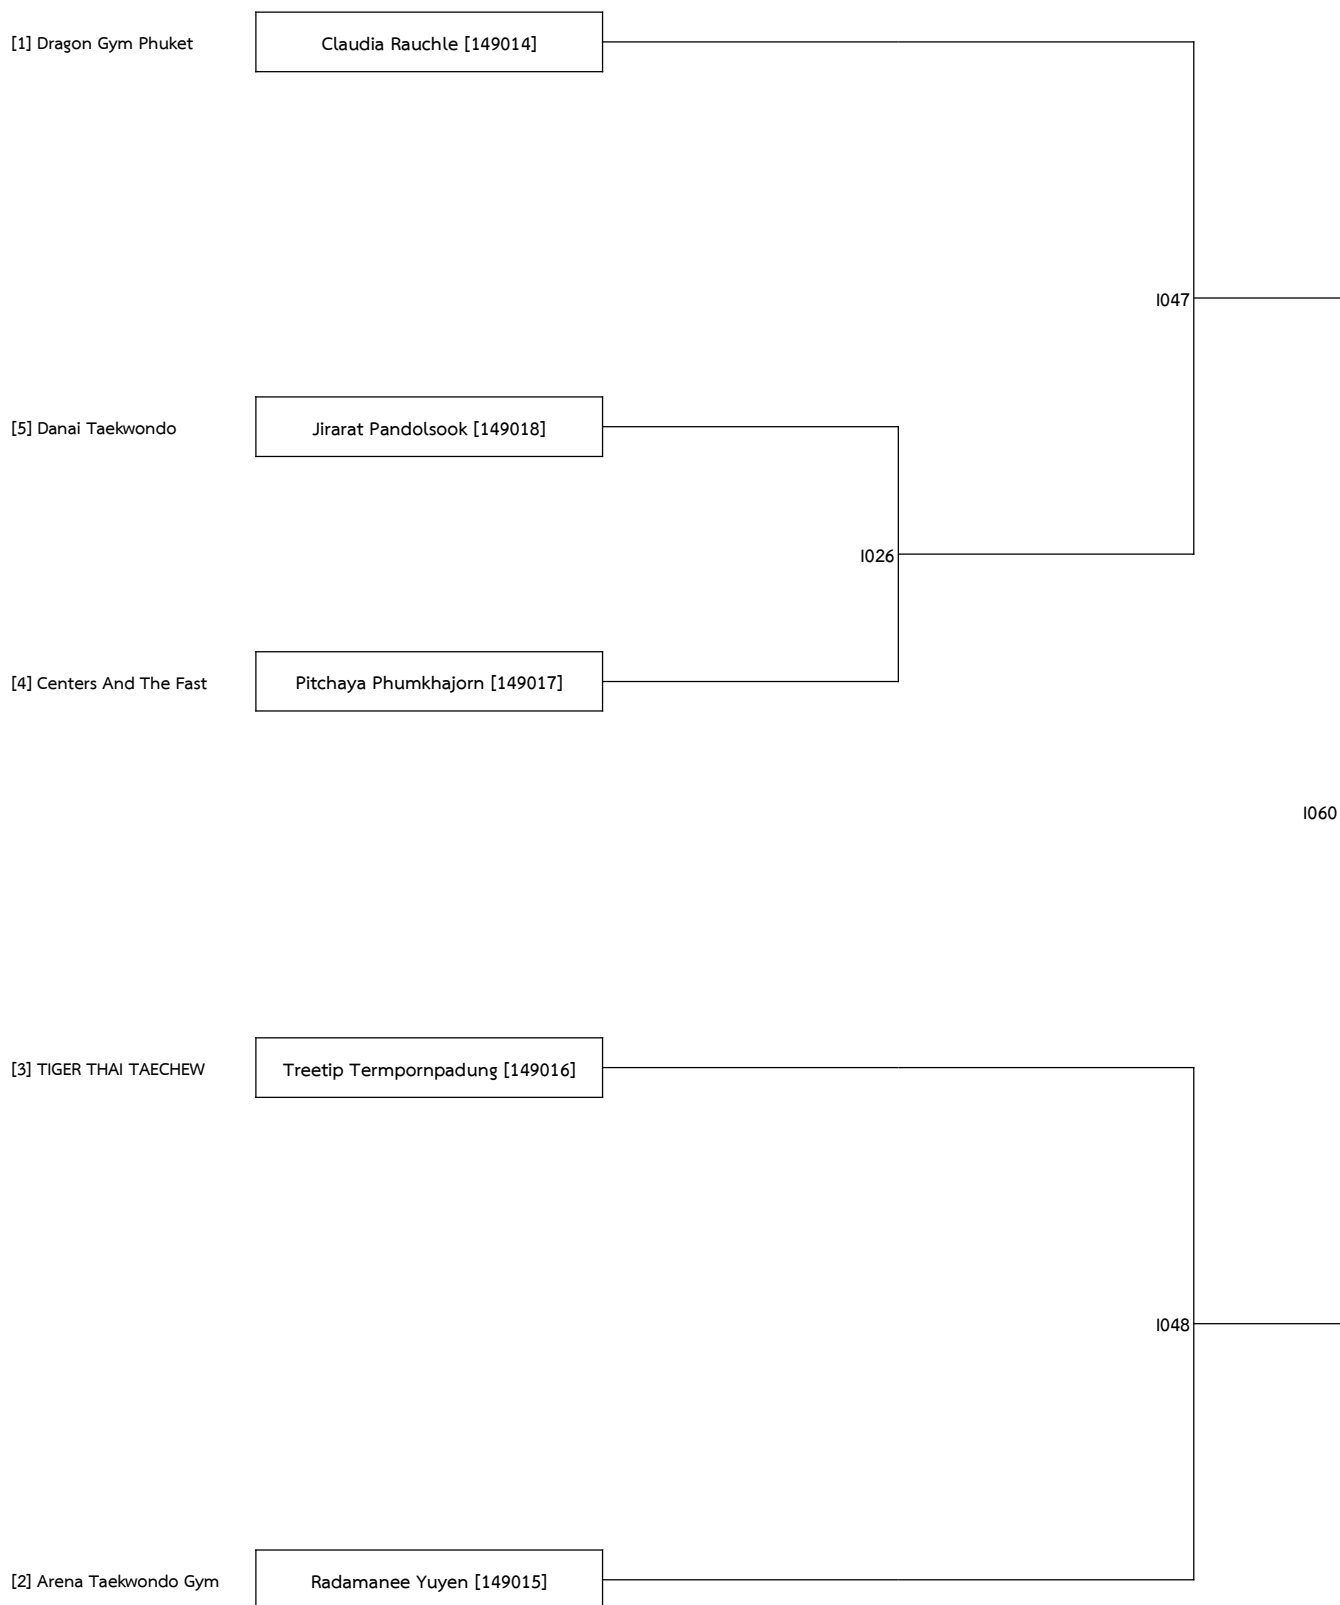 [1] Dragon Gym Phuket Claudia Rauchle [149014]
I047
[5] Danai Taekwondo Jirarat Pandolsook [149018]
I026
[4] Centers And The Fast Pitchaya Phumkhajorn [149017]
I060
[3] TIGER THAI TAECHEW Treetip Termpornpadung [149016]
I048
[2] Arena Taekwondo Gym Radamanee Yuyen [149015]